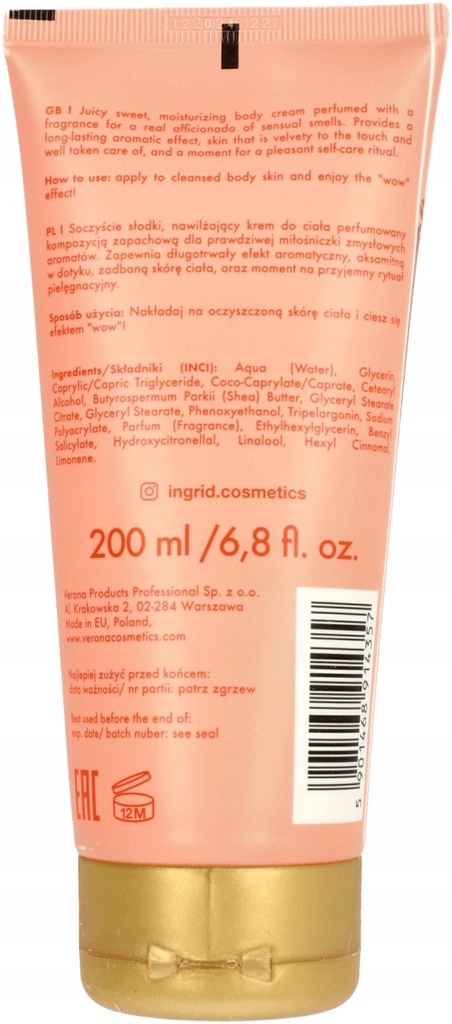 GB I Juicy sweet, moisturizing body cream perfumed with a
fragrance for a real afficionado of sensual smells. Provides a
long-lasting aromatic effect, skin that is velvety to the touch and
well taken care of, and a moment for a pleasant self-care ritual.
How to use: apply to cleansed body skin and enjoy the "wow"
effect!
PL I Soczyście słodki, nawilżający krem do ciała perfumowany
kompozycją zapachową dla prawdziwej miłośniczki zmysłowych
aromatów. Zapewnia długotrwały efekt aromatyczny, aksamitną
w dotyku, zadbaną skórę ciała, oraz moment na przyjemny rytuał
pielęgnacyjny.
Sposób użycia: Nakładaj na oczyszczoną skórę ciała i ciesz się
efektem "wow"!
Ingredients/Składniki (INCI): Aqua (Water), Glycerin,
Caprylic/Capric Triglyceride, Coco-Caprylate/Caprate, Cetearyl
Alcohol, Butyrospermum Parkii (Shea) Butter, Glyceryl Stearate
Citrate, Glyceryl Stearate, Phenoxyethanol, Tripelargonin, Sodium
Polyacrylate, Parfum (Fragrance), Ethylhexylglycerin, Benzyl
Salicylate, Hydroxycitronellal, Linalool, Hexyl Cinnamal,
Limonene.
ingrid.cosmetics
200 ml /6,8 fl. oz.
Verona Products Professional Sp. z o.o.
Al. Krakowska 2, 02-284 Warszawa
Made in EU, Poland,
www.veronacosmetics.com
Najlepiej zużyć przed końcem:
data ważności/ nr partii: patrz zgrzew
Best used before the end of:
exp. date/ batch nuber: see seal
EAC
12M
5 901468 914357